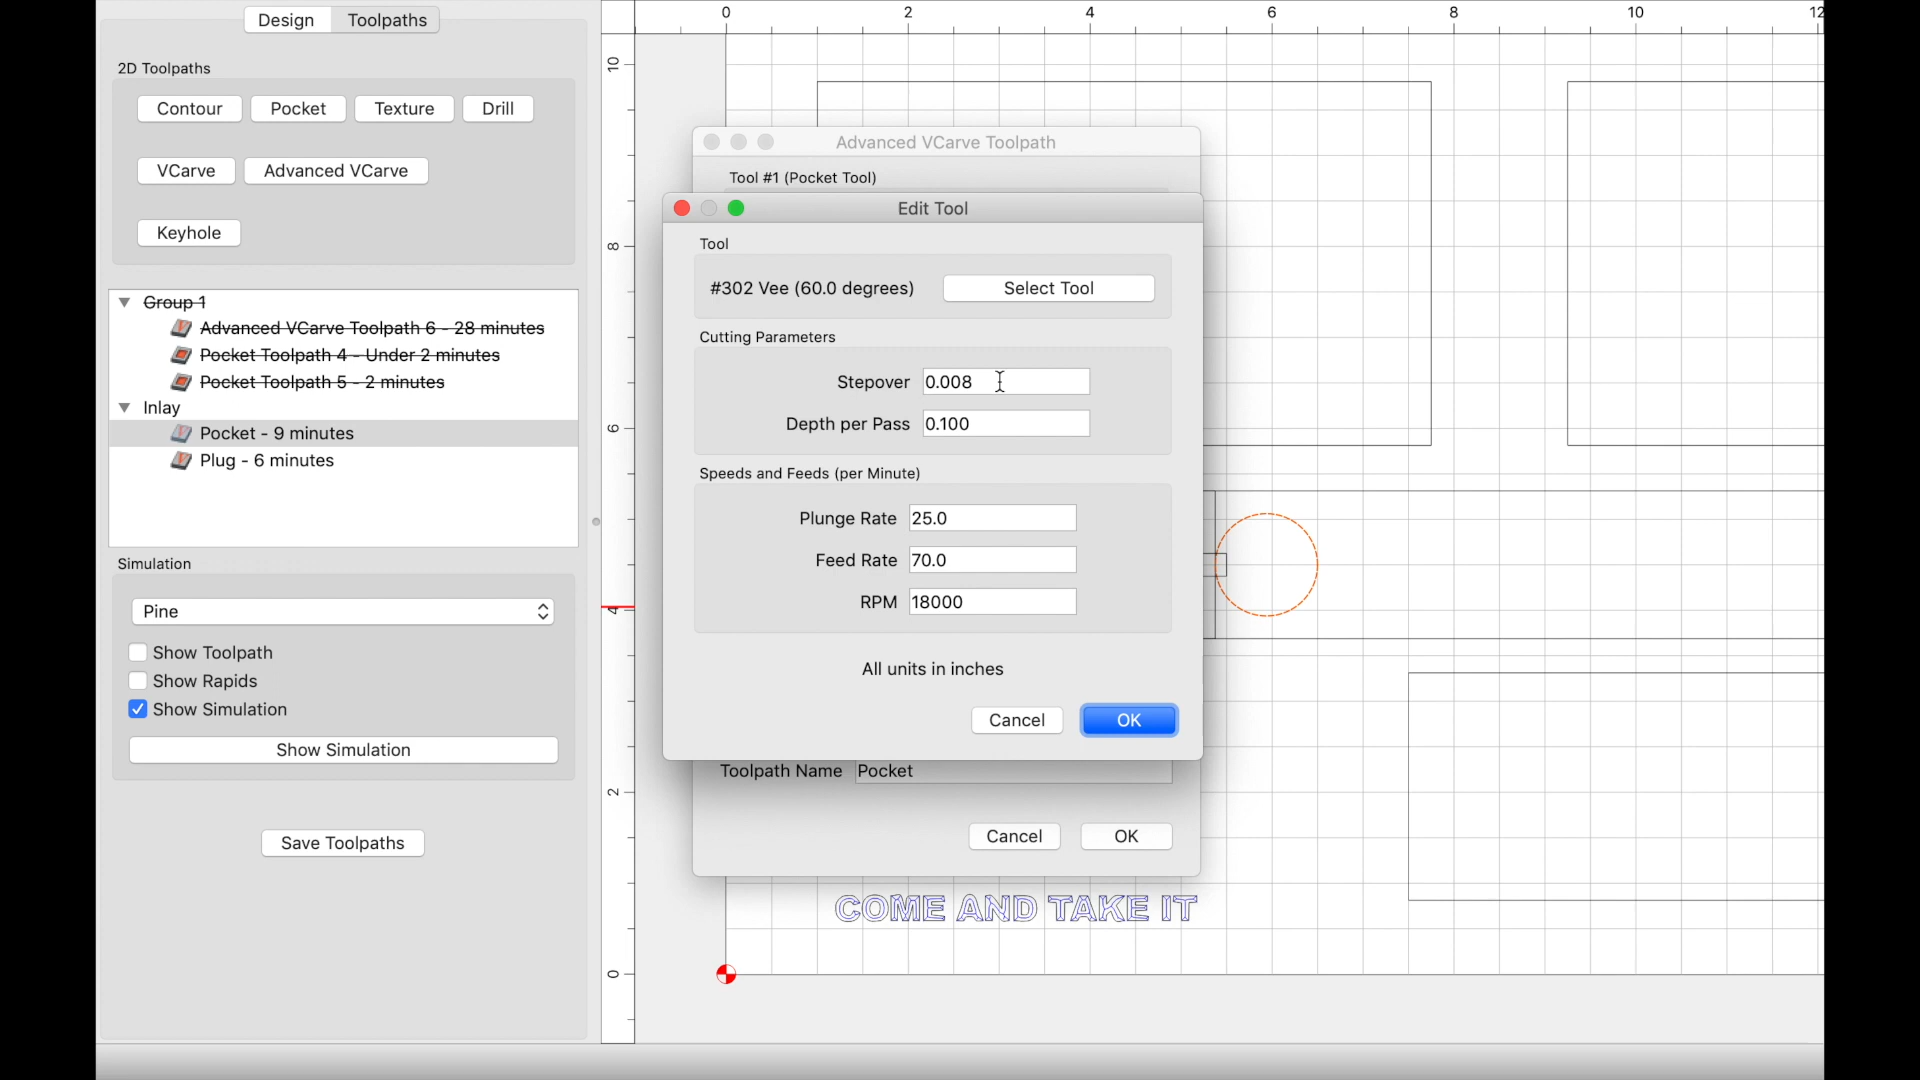 Design Toolpaths
2D Toolpaths
Contour Pocket Texture Drill
VCarve Advanced VCarve
Keyhole
Group 1
Advanced VCarve Toolpath 6 - 28 minutes
Pocket Toolpath 4 - Under 2 minutes
Pocket Toolpath 5 - 2 minutes
Inlay
Pocket - 9 minutes
Plug - 6 minutes
Simulation
Pine
Show Toolpath
Show Rapids
Show Simulation
Show Simulation
Save Toolpaths
0 2 4 6 8 10 12
10
8
6
4
2
0
Advanced VCarve Toolpath
Tool #1 (Pocket Tool)
Edit Tool
Tool
#302 Vee (60.0 degrees) Select Tool
Cutting Parameters
Stepover 0.008
Depth per Pass 0.100
Speeds and Feeds (per Minute)
Plunge Rate 25.0
Feed Rate 70.0
RPM 18000
All units in inches
Cancel OK
Toolpath Name Pocket
Cancel OK
COME AND TAKE IT